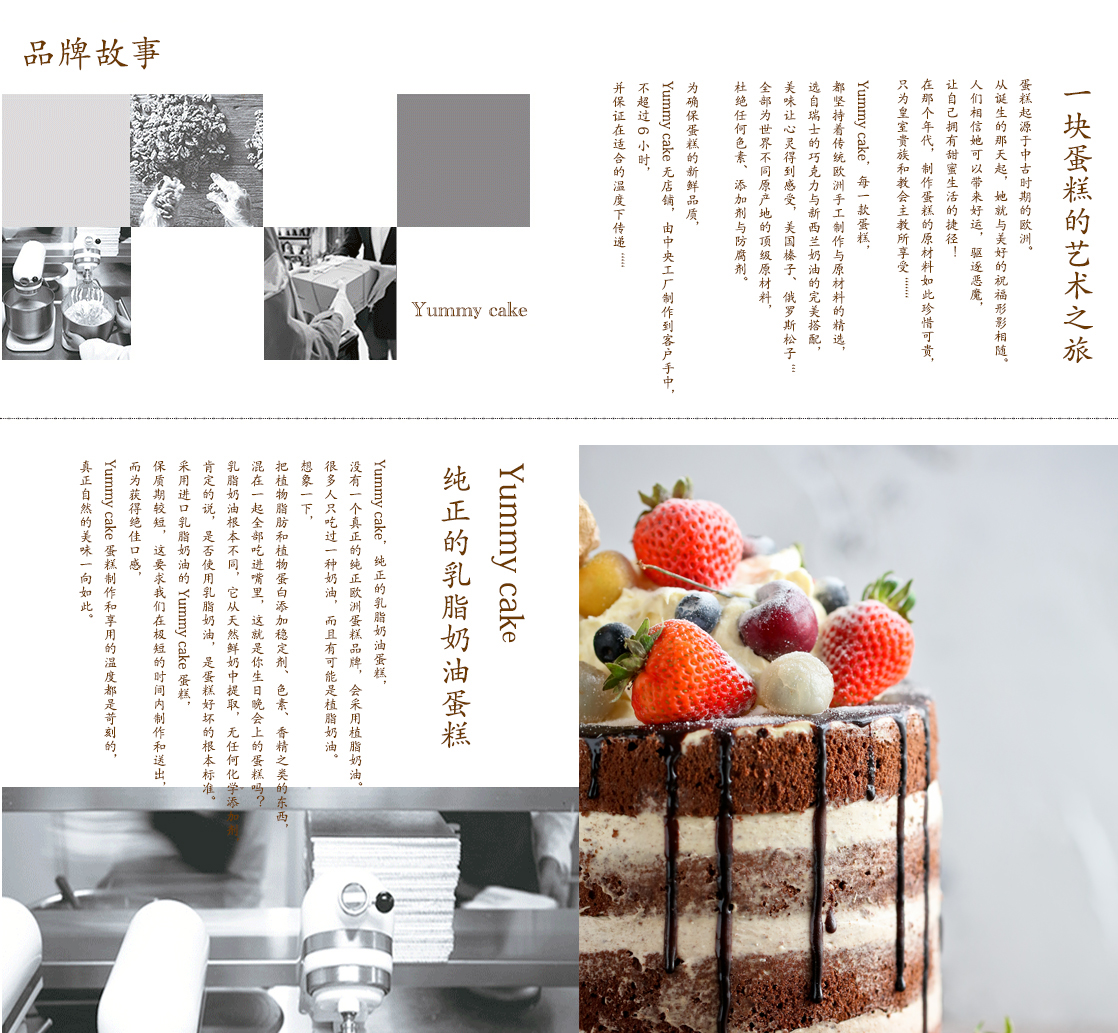 品牌故事
Yummy cake
一块蛋糕的艺术之旅
蛋糕起源于中古时期的欧洲。
从诞生的那天起，她就与美好的祝福形影相随。
人们相信她可以带来好运，驱逐恶魔，
让自己拥有甜蜜生活的捷径！
在那个年代，制作蛋糕的原材料如此珍惜可贵，
只为皇室贵族和教会主教所享受……
Yummy cake，每一款蛋糕，
都坚持着传统欧洲手工制作与原材料的精选，
选自瑞士的巧克力与新西兰奶油的完美搭配，
美味让心灵得到感受，美国榛子、俄罗斯松子…
全部为世界不同原产地的顶级原材料，
杜绝任何色素、添加剂与防腐剂。
为确保蛋糕的新鲜品质，
Yummy cake 无店铺，由中央工厂制作到客户手中，
不超过 6 小时，
并保证在适合的温度下传递……
Yummy cake
纯正的乳脂奶油蛋糕
Yummy cake，纯正的乳脂奶油蛋糕，
没有一个真正的纯正欧洲蛋糕品牌，会采用植脂奶油。
很多人只吃过一种奶油，而且有可能是植脂奶油。
想象一下，
把植物脂肪和植物蛋白添加稳定剂、色素、香精之类的东西，
混在一起全部吃进嘴里，这就是你生日晚会上的蛋糕吗？
乳脂奶油根本不同，它从天然鲜奶中提取，无任何化学添加剂
肯定的说，是否使用乳脂奶油，是蛋糕好坏的根本标准。
采用进口乳脂奶油的 Yummy cake 蛋糕，
保质期较短，这要求我们在极短的时间内制作和送出，
而为获得绝佳口感，
Yummy cake 蛋糕制作和享用的温度都是苛刻的，
真正自然的美味一向如此。